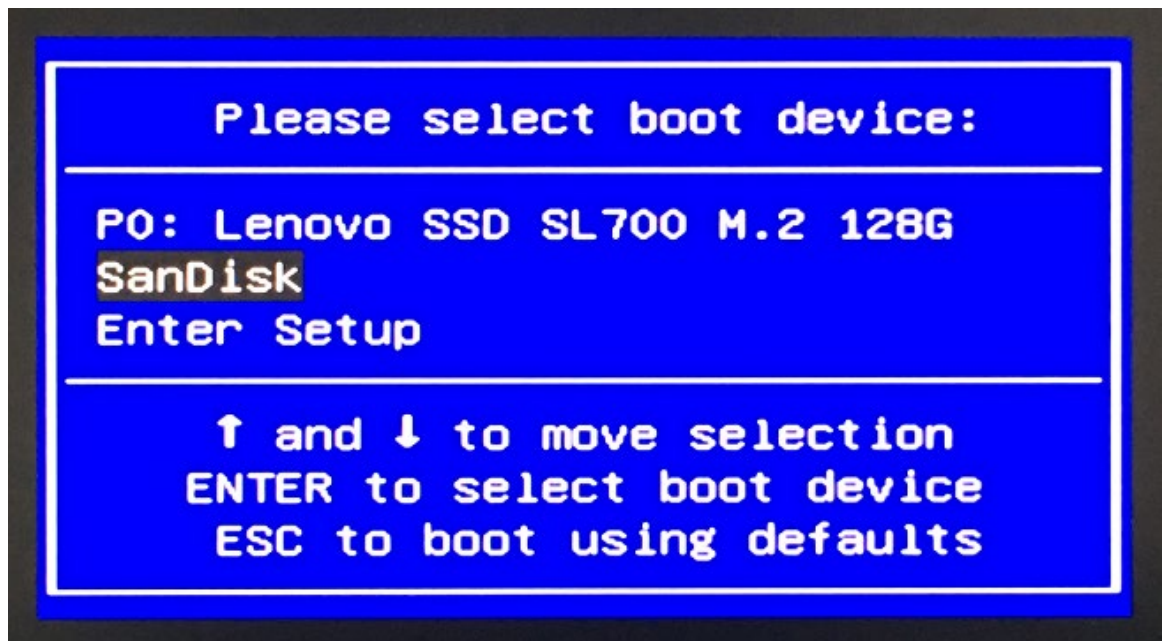 Please select boot device:
P0: Lenovo SSD SL700 M.2 128G
SanDisk
Enter Setup
↑ and ↓ to move selection
ENTER to select boot device
ESC to boot using defaults